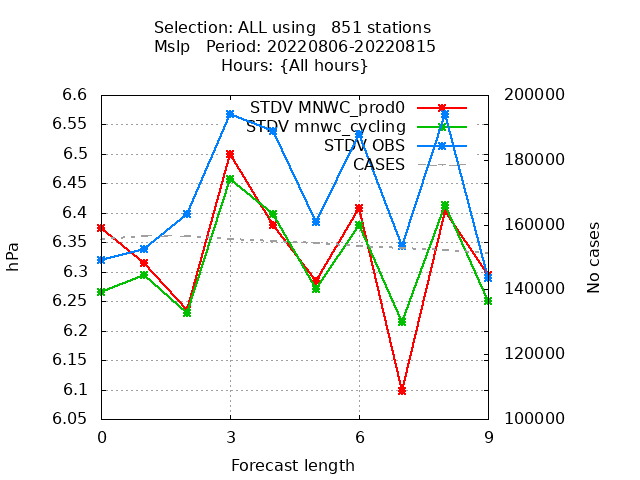 Selection: ALL using   851 stations
Mslp   Period: 20220806-20220815
Hours: {All hours}
STDV MNWC_prod0
STDV mnwc_cycling
STDV OBS
CASES
6.6
6.55
6.5
6.45
6.4
6.35
6.3
6.25
6.2
6.15
6.1
6.05
hPa
200000
180000
160000
140000
120000
100000
No cases
0
3
6
9
Forecast length